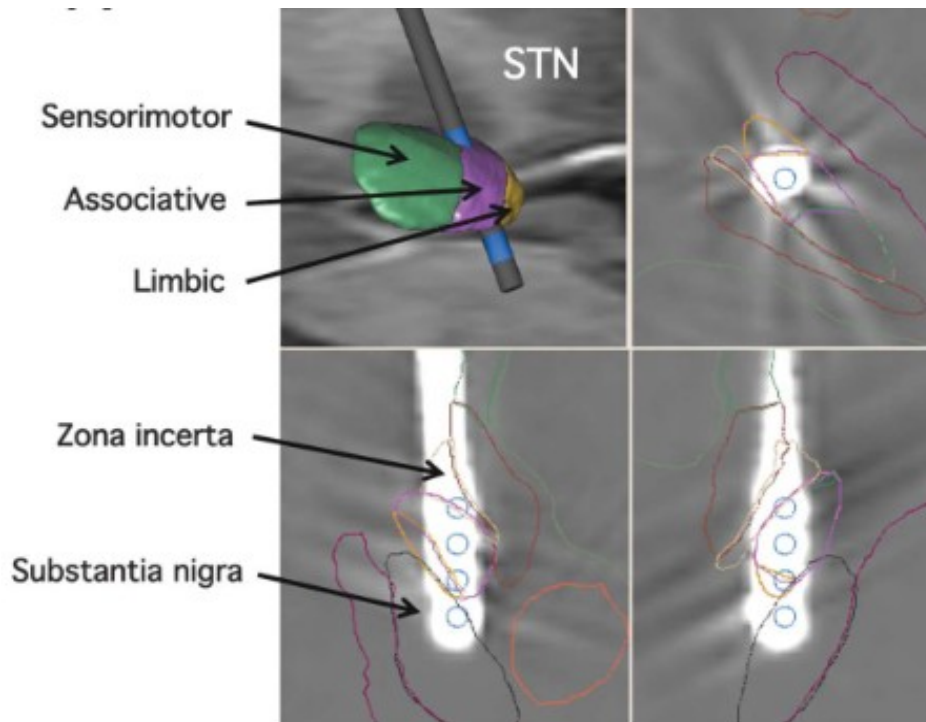 STN
Sensorimotor
Associative
Limbic
Zona incerta
Substantia nigra